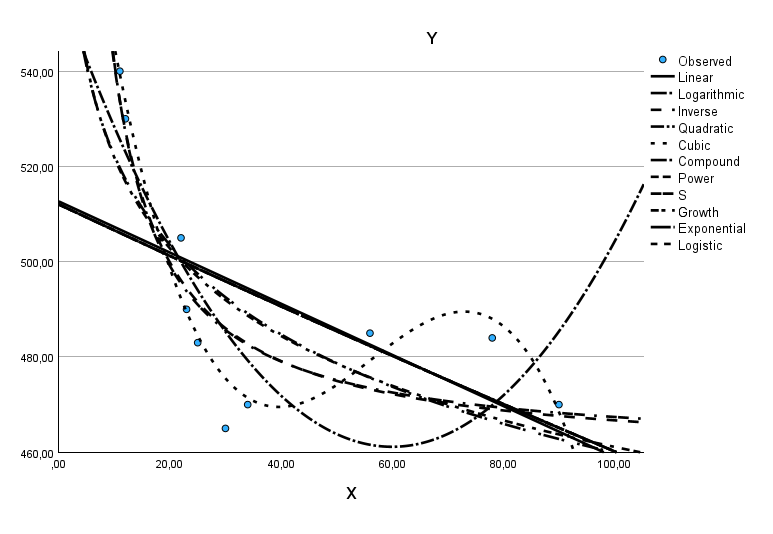 Y
540,00
520,00
500,00
480,00
460,00
,00
20,00
40,00
60,00
80,00
100,00
X
Observed
Linear
Logarithmic
Inverse
Quadratic
Cubic
Compound
Power
S
Growth
Exponential
Logistic